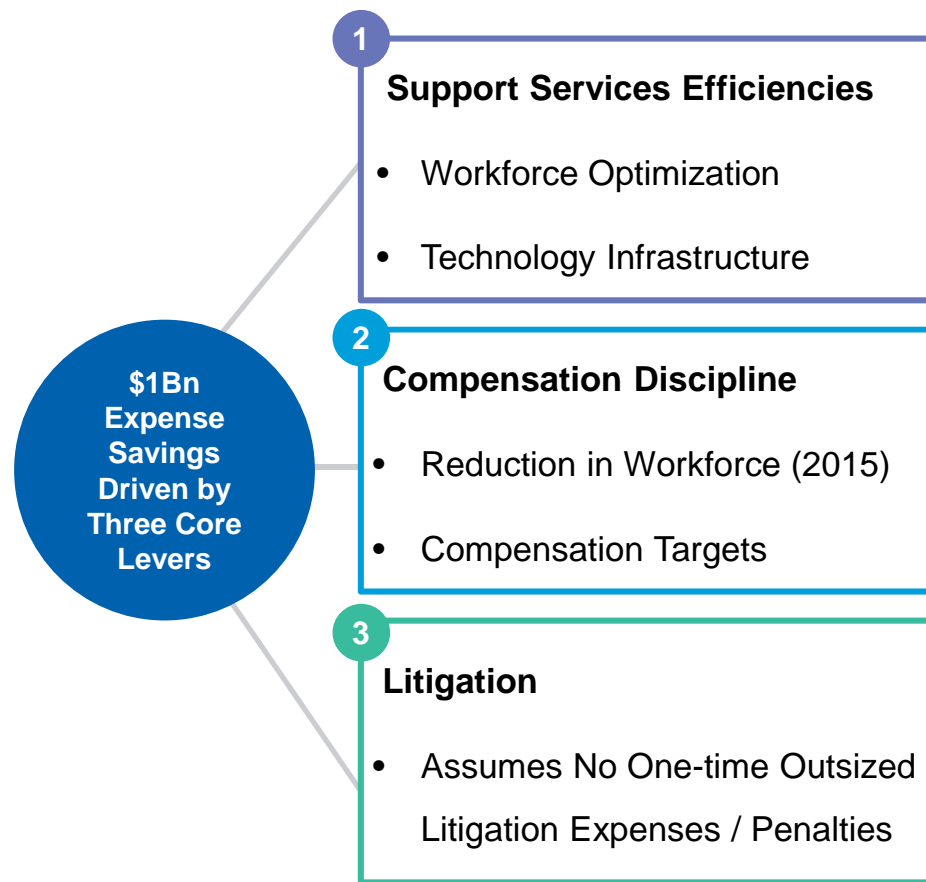 1
Support Services Efficiencies
• Workforce Optimization
• Technology Infrastructure
$1Bn
Expense
Savings
Driven by
Three Core
Levers
2
Compensation Discipline
• Reduction in Workforce (2015)
• Compensation Targets
3
Litigation
• Assumes No One-time Outsized
Litigation Expenses / Penalties